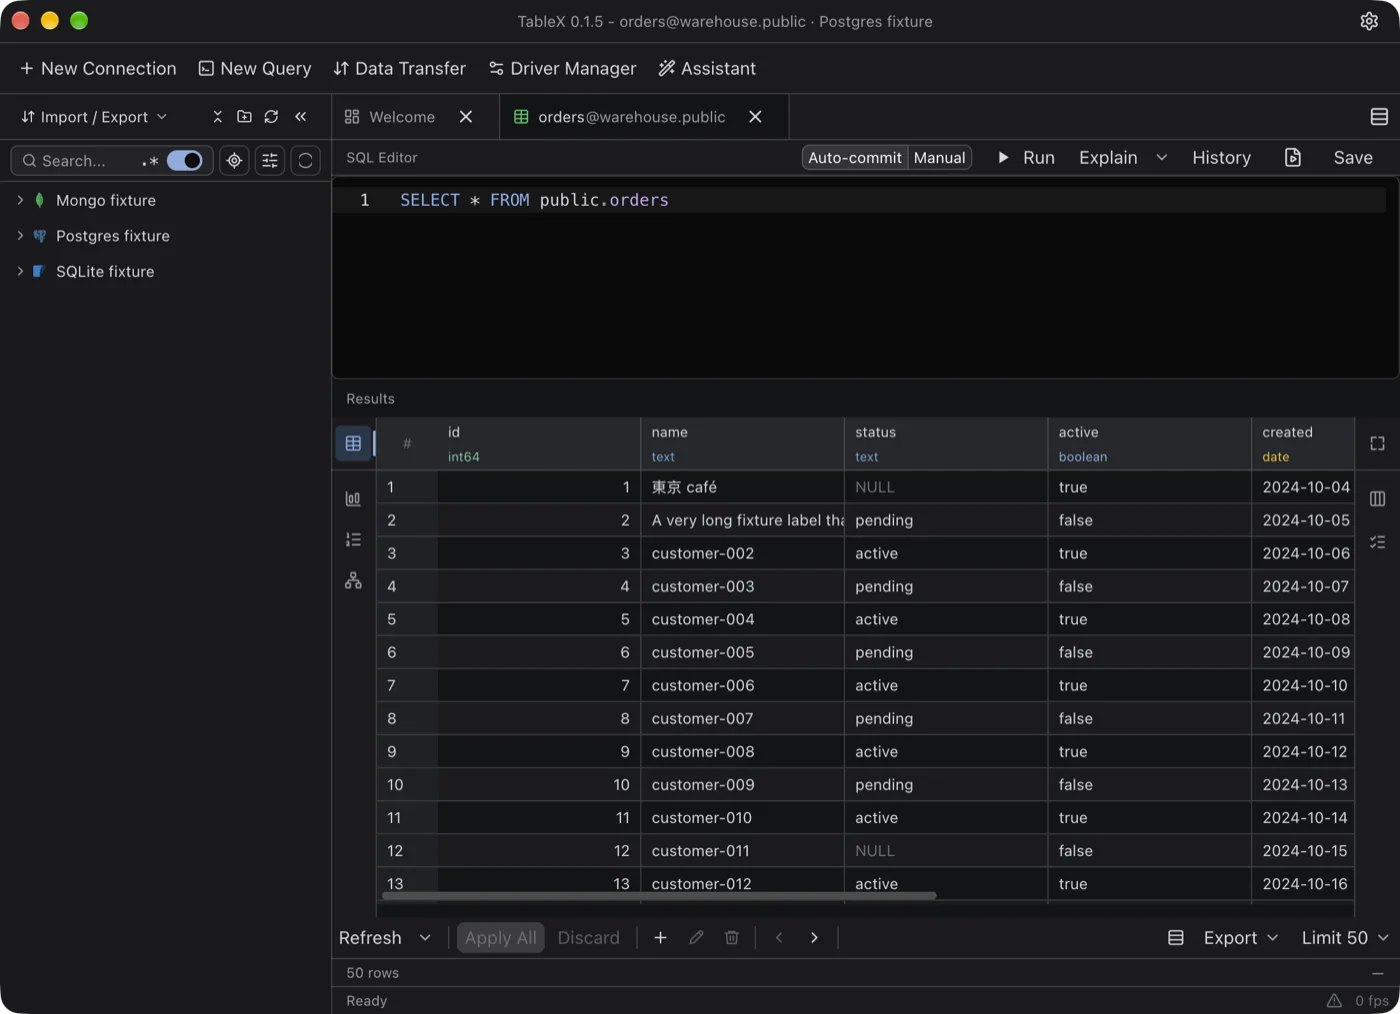 TableX 0.1.5 - orders@warehouse.public · Postgres fixture
New Connection New Query Data Transfer Driver Manager Assistant
Import / Export
Welcome orders@warehouse.public
Search... .*
SQL Editor Auto-commit Manual Run Explain History Save
Mongo fixture
Postgres fixture
SQLite fixture
1 SELECT * FROM public.orders
Results
# id name status active created
int64 text text boolean date
1 1 東京 café NULL true 2024-10-04
2 2 A very long fixture label tha pending false 2024-10-05
3 3 customer-002 active true 2024-10-06
4 4 customer-003 pending false 2024-10-07
5 5 customer-004 active true 2024-10-08
6 6 customer-005 pending false 2024-10-09
7 7 customer-006 active true 2024-10-10
8 8 customer-007 pending false 2024-10-11
9 9 customer-008 active true 2024-10-12
10 10 customer-009 pending false 2024-10-13
11 11 customer-010 active true 2024-10-14
12 12 customer-011 NULL false 2024-10-15
13 13 customer-012 active true 2024-10-16
Refresh Apply All Discard Export Limit 50
50 rows
Ready 0 fps